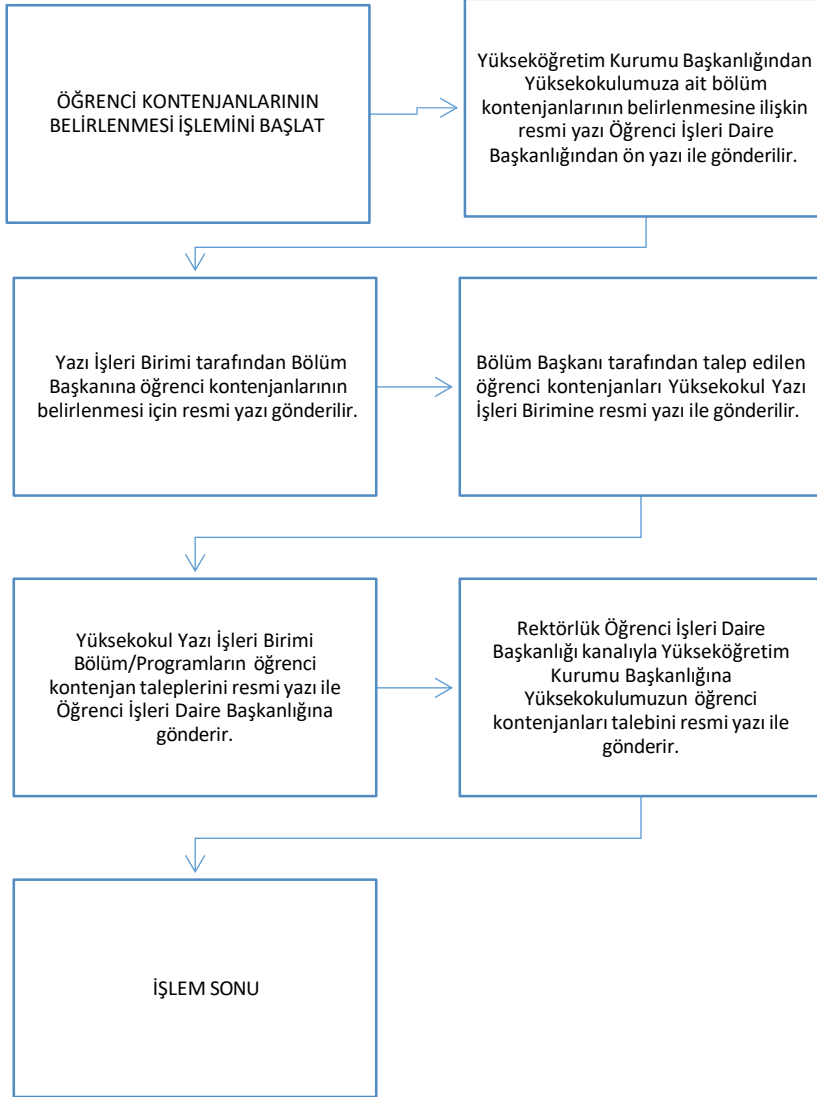 ÖĞRENCİ KONTENJANLARININ
BELİRLENMESİ İŞLEMİNİ BAŞLAT
Yükseköğretim Kurumu Başkanlığından
Yüksekokulumuza ait bölüm
kontenjanlarının belirlenmesine ilişkin
resmi yazı Öğrenci İşleri Daire
Başkanlığından ön yazı ile gönderilir.
Yazı İşleri Birimi tarafından Bölüm
Başkanına öğrenci kontenjanlarının
belirlenmesi için resmi yazı gönderilir.
Bölüm Başkanı tarafından talep edilen
öğrenci kontenjanları Yüksekokul Yazı
İşleri Birimine resmi yazı ile gönderilir.
Yüksekokul Yazı İşleri Birimi
Bölüm/Programların öğrenci
kontenjan taleplerini resmi yazı ile
Öğrenci İşleri Daire Başkanlığına
gönderir.
Rektörlük Öğrenci İşleri Daire
Başkanlığı kanalıyla Yükseköğretim
Kurumu Başkanlığına
Yüksekokulumuzun öğrenci
kontenjanları talebini resmi yazı ile
gönderir.
İŞLEM SONU